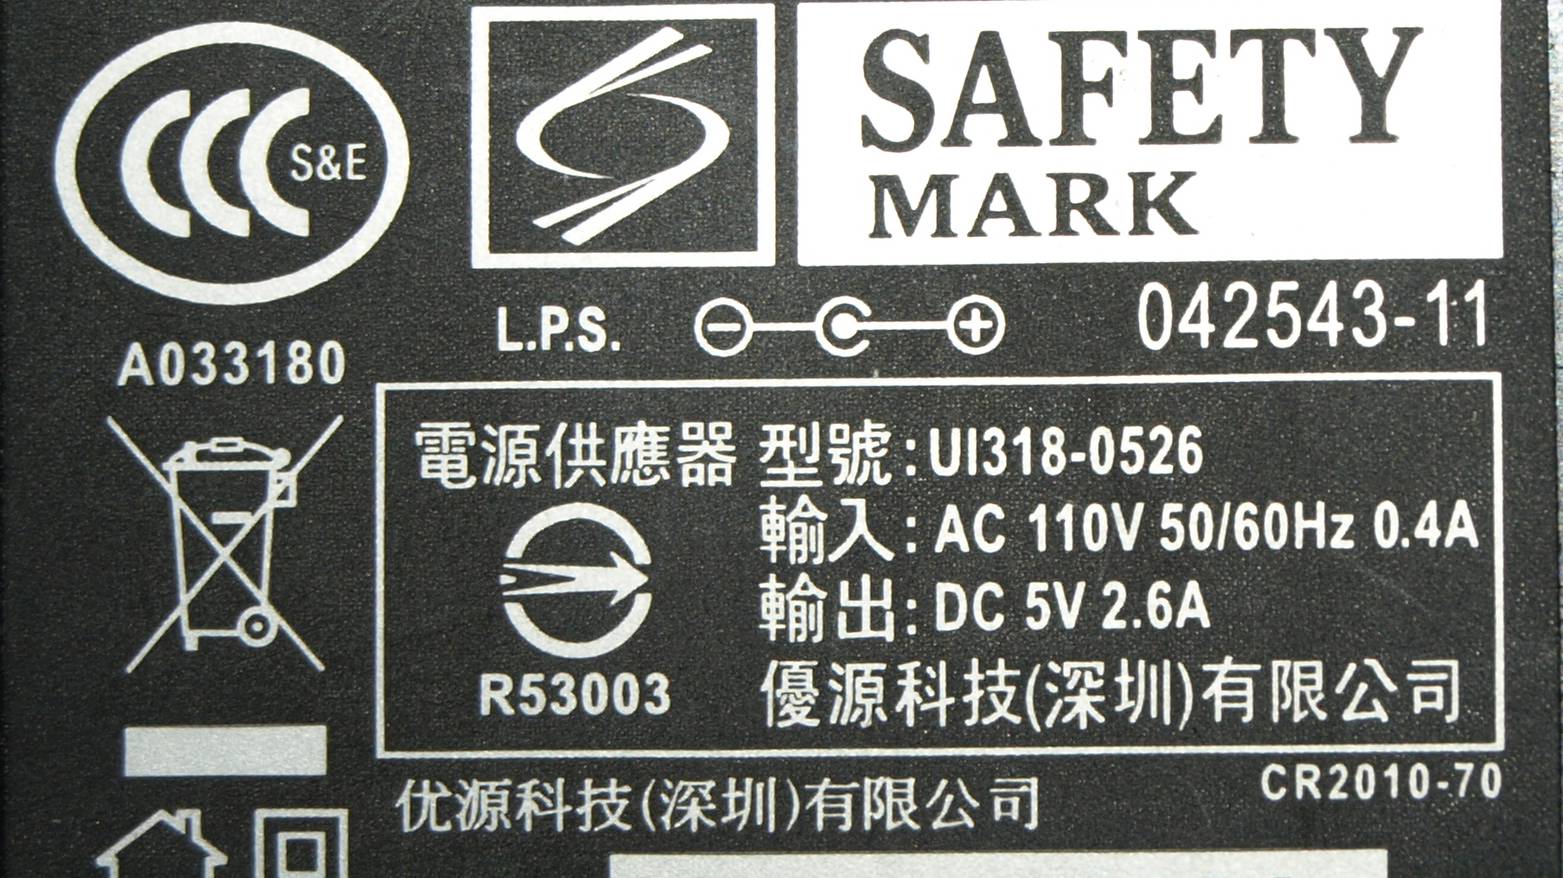 CCC S&E
SAFETY
MARK
A033180
L.P.S.
042543-11
電源供應器 型號:UI318-0526
輸入:AC 110V 50/60Hz 0.4A
輸出:DC 5V 2.6A
R53003
優源科技(深圳)有限公司
CR2010-70
优源科技(深圳)有限公司